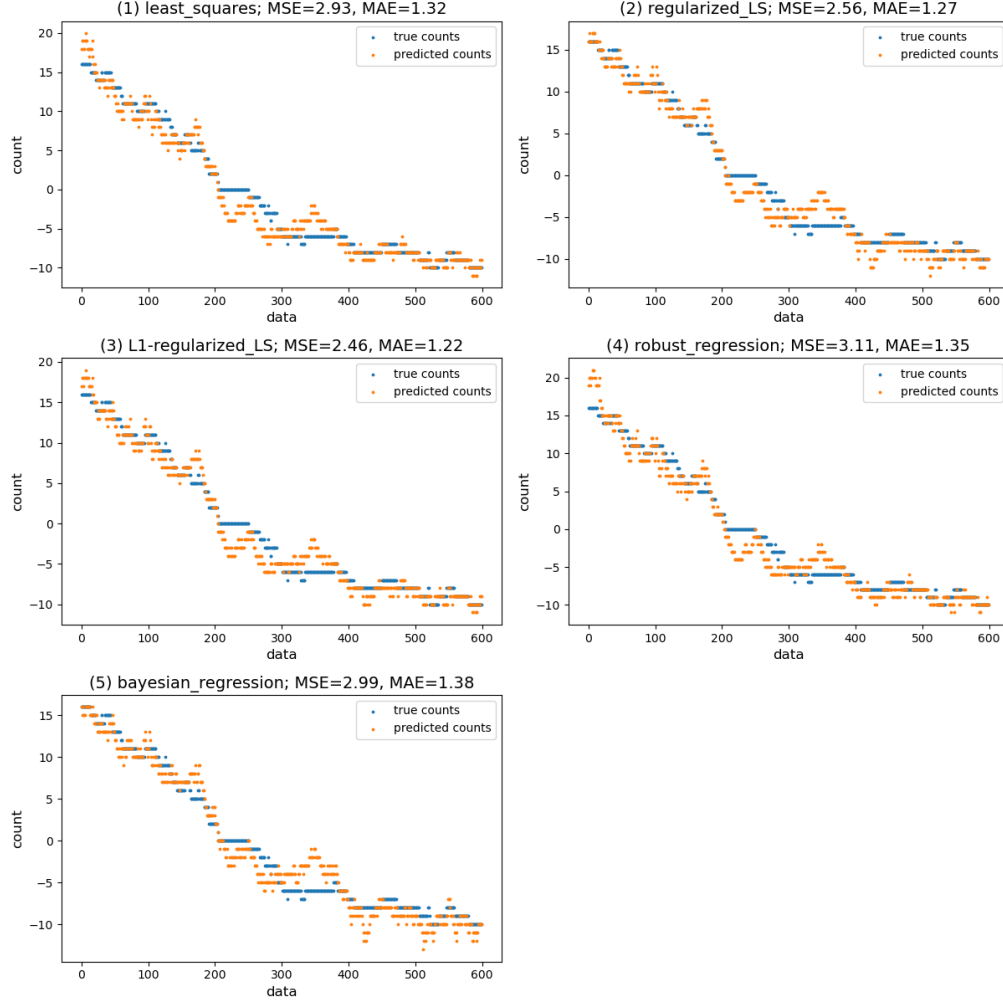 (1) least_squares; MSE=2.93, MAE=1.32
20
15
10
5
0
−5
−10
count
true counts
predicted counts
0 100 200 300 400 500 600
data
(2) regularized_LS; MSE=2.56, MAE=1.27
15
10
5
0
−5
−10
count
true counts
predicted counts
0 100 200 300 400 500 600
data
(3) L1-regularized_LS; MSE=2.46, MAE=1.22
20
15
10
5
0
−5
−10
count
true counts
predicted counts
0 100 200 300 400 500 600
data
(4) robust_regression; MSE=3.11, MAE=1.35
20
15
10
5
0
−5
−10
count
true counts
predicted counts
0 100 200 300 400 500 600
data
(5) bayesian_regression; MSE=2.99, MAE=1.38
15
10
5
0
−5
−10
count
true counts
predicted counts
0 100 200 300 400 500 600
data